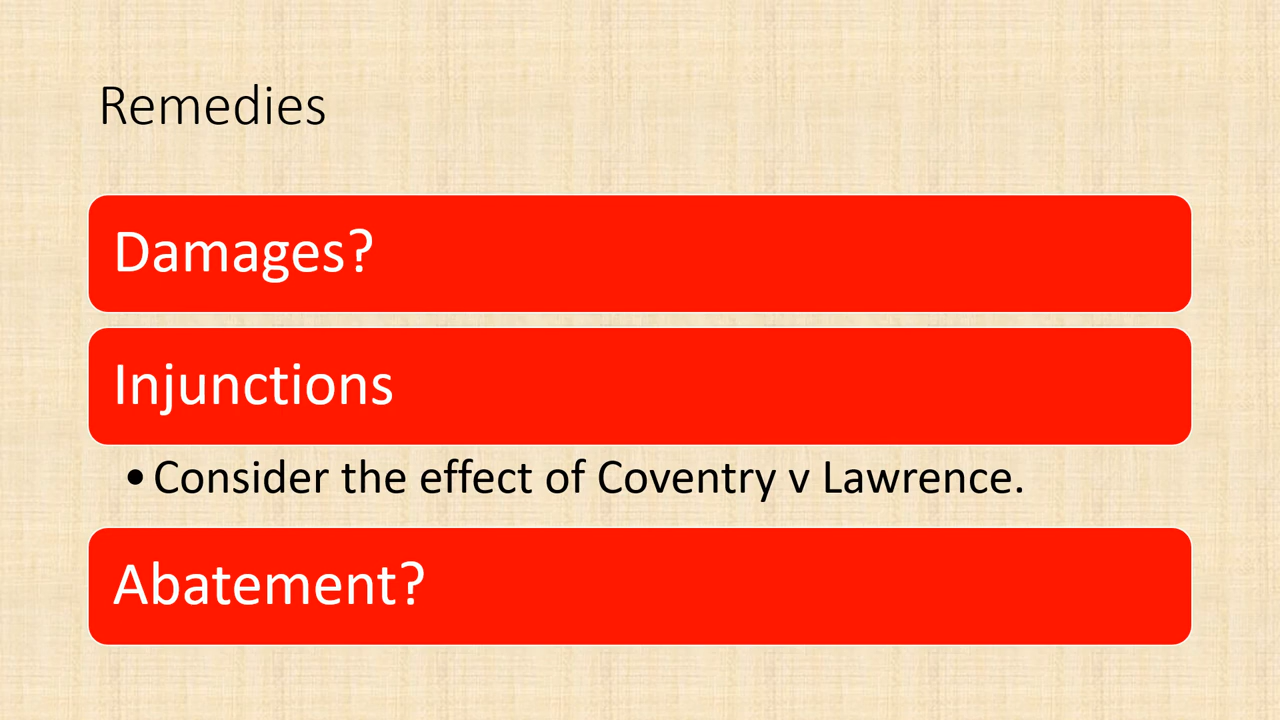 Remedies
Damages?
Injunctions
• Consider the effect of Coventry v Lawrence.
Abatement?